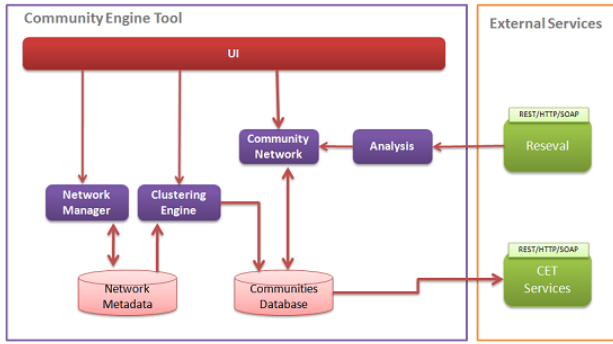 Community Engine Tool
External Services
UI
REST/HTTP/SOAP
Reseval
Community
Network
Analysis
Network
Manager
Clustering
Engine
REST/HTTP/SOAP
CET
Services
Network
Metadata
Communities
Database